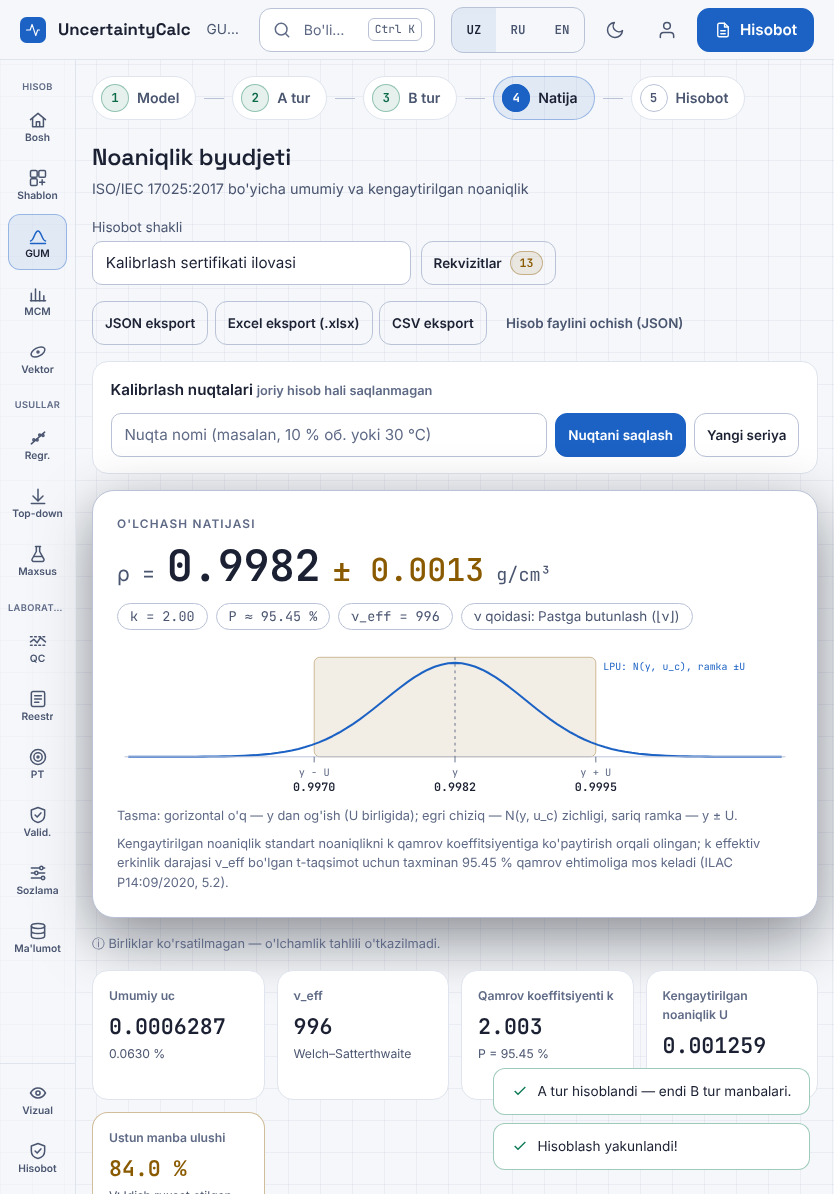 UncertaintyCalc GU... Bo'li... Ctrl K UZ RU EN Hisobot
HISOB
Bosh
Shablon
GUM
MCM
Vektor
USULLAR
Regr.
Top-down
Maxsus
LABORAT...
QC
Reestr
PT
Valid.
Sozlama
Ma'lumot
Vizual
Hisobot
1 Model 2 A tur 3 B tur 4 Natija 5 Hisobot
Noaniqlik byudjeti
ISO/IEC 17025:2017 bo'yicha umumiy va kengaytirilgan noaniqlik
Hisobot shakli
Kalibrlash sertifikati ilovasi Rekvizitlar 13
JSON eksport Excel eksport (.xlsx) CSV eksport Hisob faylini ochish (JSON)
Kalibrlash nuqtalari joriy hisob hali saqlanmagan
Nuqta nomi (masalan, 10 % об. yoki 30 °C) Nuqtani saqlash Yangi seriya
O'LCHASH NATIJASI
ρ = 0.9982 ± 0.0013 g/cm³
k = 2.00 P ≈ 95.45 % ν_eff = 996 ν qoidasi: Pastga butunlash (⌊ν⌋)
LPU: N(y, u_c), ramka ±U
y - U y y + U
0.9970 0.9982 0.9995
Tasma: gorizontal o'q — y dan og'ish (U birligida); egri chiziq — N(y, u_c) zichligi, sariq ramka — y ± U.
Kengaytirilgan noaniqlik standart noaniqlikni k qamrov koeffitsiyentiga ko'paytirish orqali olingan; k effektiv
erkinlik darajasi ν_eff bo'lgan t-taqsimot uchun taxminan 95.45 % qamrov ehtimoliga mos keladi (ILAC
P14:09/2020, 5.2).
ⓘ Birliklar ko'rsatilmagan — o'lchamlik tahlili o'tkazilmadi.
Umumiy uc
0.0006287
0.0630 %
ν_eff
996
Welch–Satterthwaite
Qamrov koeffitsiyenti k
2.003
P = 95.45 %
Kengaytirilgan
noaniqlik U
0.001259
A tur hisoblandi — endi B tur manbalari.
Hisoblash yakunlandi!
Ustun manba ulushi
84.0 %